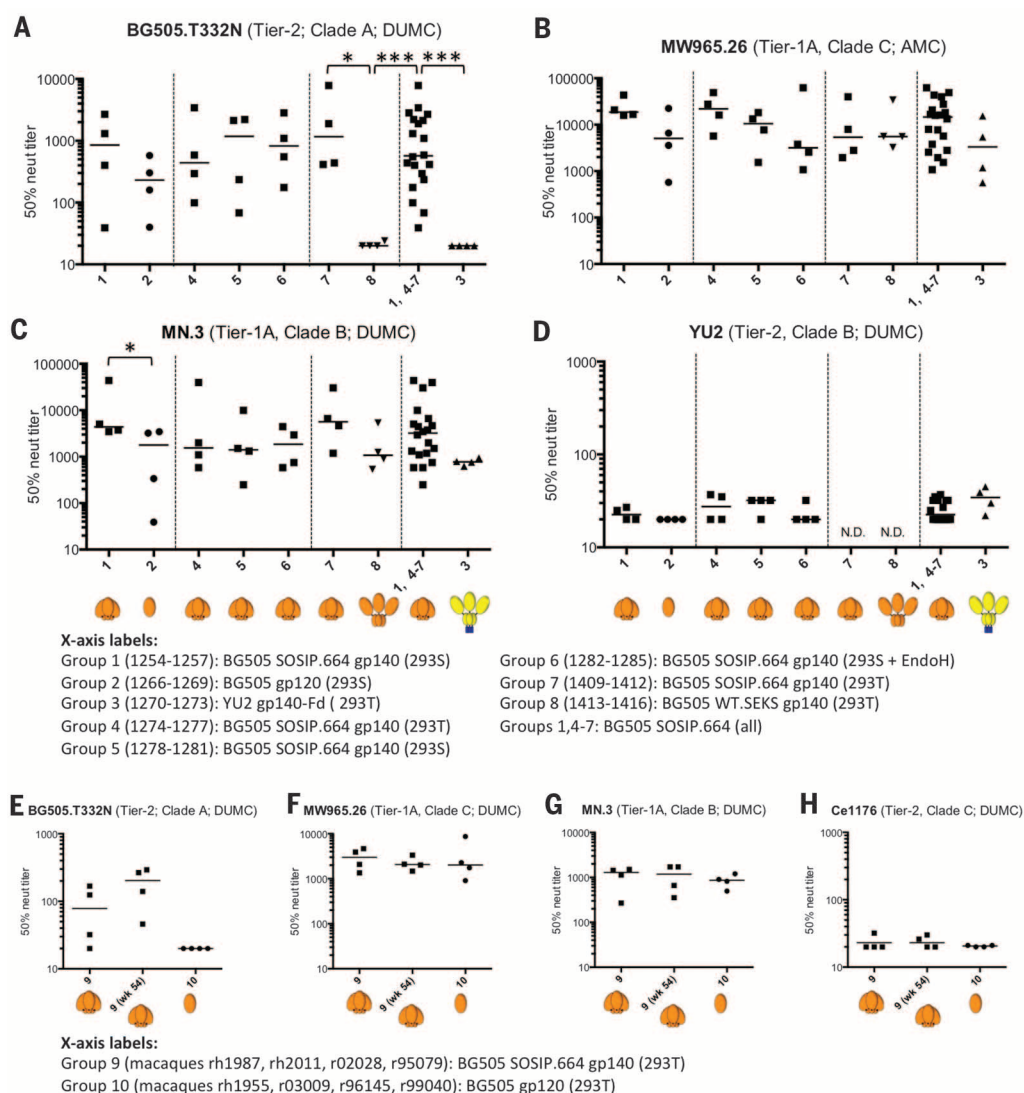 A
BG505.T332N (Tier-2; Clade A; DUMC)
* *** ***
50% neut titer
10000
1000
100
10
1 2 4 5 6 7 8 1, 4-7 3
B
MW965.26 (Tier-1A, Clade C; AMC)
50% neut titer
100000
10000
1000
100
10
1 2 4 5 6 7 8 1, 4-7 3
C
MN.3 (Tier-1A, Clade B; DUMC)
*
50% neut titer
100000
10000
1000
100
10
1 2 4 5 6 7 8 1, 4-7 3
D
YU2 (Tier-2, Clade B; DUMC)
50% neut titer
1000
100
10
N.D. N.D.
1 2 4 5 6 7 8 1, 4-7 3
X-axis labels:
Group 1 (1254-1257): BG505 SOSIP.664 gp140 (293S)
Group 2 (1266-1269): BG505 gp120 (293S)
Group 3 (1270-1273): YU2 gp140-Fd ( 293T)
Group 4 (1274-1277): BG505 SOSIP.664 gp140 (293T)
Group 5 (1278-1281): BG505 SOSIP.664 gp140 (293S)
Group 6 (1282-1285): BG505 SOSIP.664 gp140 (293S + EndoH)
Group 7 (1409-1412): BG505 SOSIP.664 gp140 (293T)
Group 8 (1413-1416): BG505 WT.SEKS gp140 (293T)
Groups 1,4-7: BG505 SOSIP.664 (all)
E
BG505.T332N (Tier-2; Clade A; DUMC)
50% neut titer
1000
100
10
9 9 (wk 54) 10
F
MW965.26 (Tier-1A, Clade C; DUMC)
50% neut titer
10000
1000
100
10
9 9 (wk 54) 10
G
MN.3 (Tier-1A, Clade B; DUMC)
50% neut titer
10000
1000
100
10
9 9 (wk 54) 10
H
Ce1176 (Tier-2, Clade C; DUMC)
50% neut titer
1000
100
10
9 9 (wk 54) 10
X-axis labels:
Group 9 (macaques rh1987, rh2011, r02028, r95079): BG505 SOSIP.664 gp140 (293T)
Group 10 (macaques rh1955, r03009, r96145, r99040): BG505 gp120 (293T)